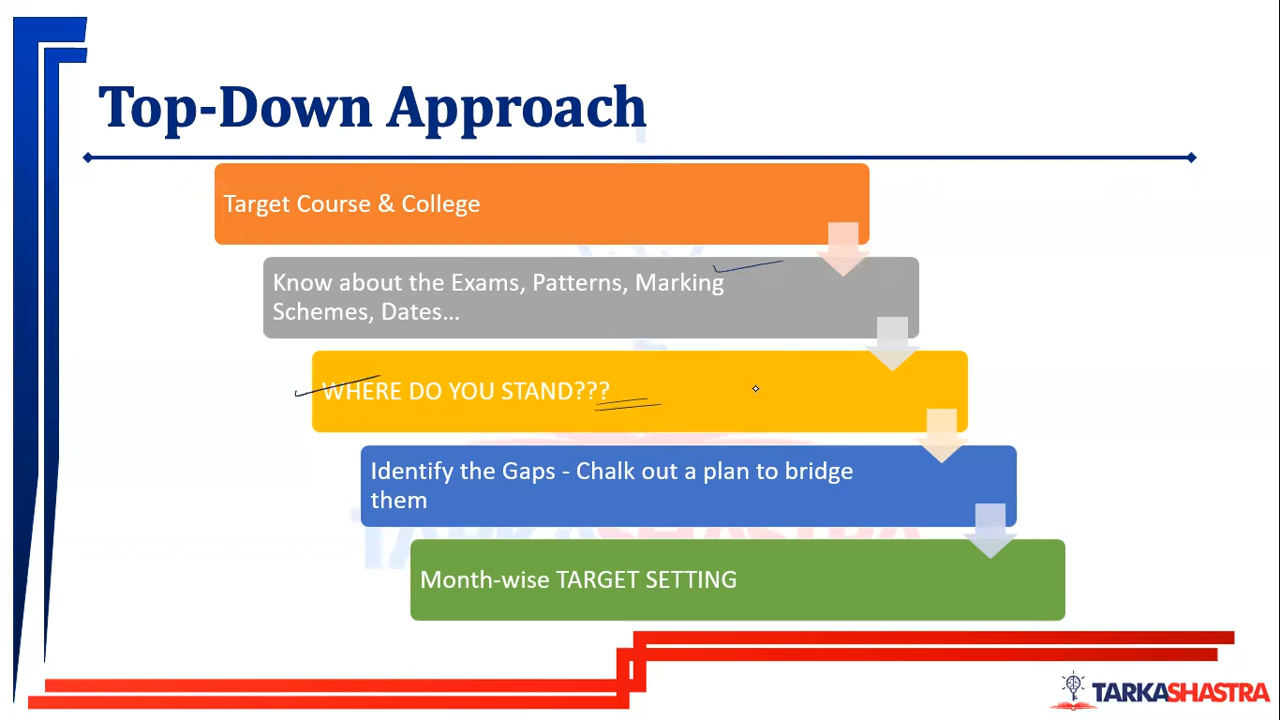 Top-Down Approach
Target Course & College
Know about the Exams, Patterns, Marking
Schemes, Dates...
WHERE DO YOU STAND???
Identify the Gaps - Chalk out a plan to bridge
them
Month-wise TARGET SETTING
TARKASHASTRA
TARKASHASTRA